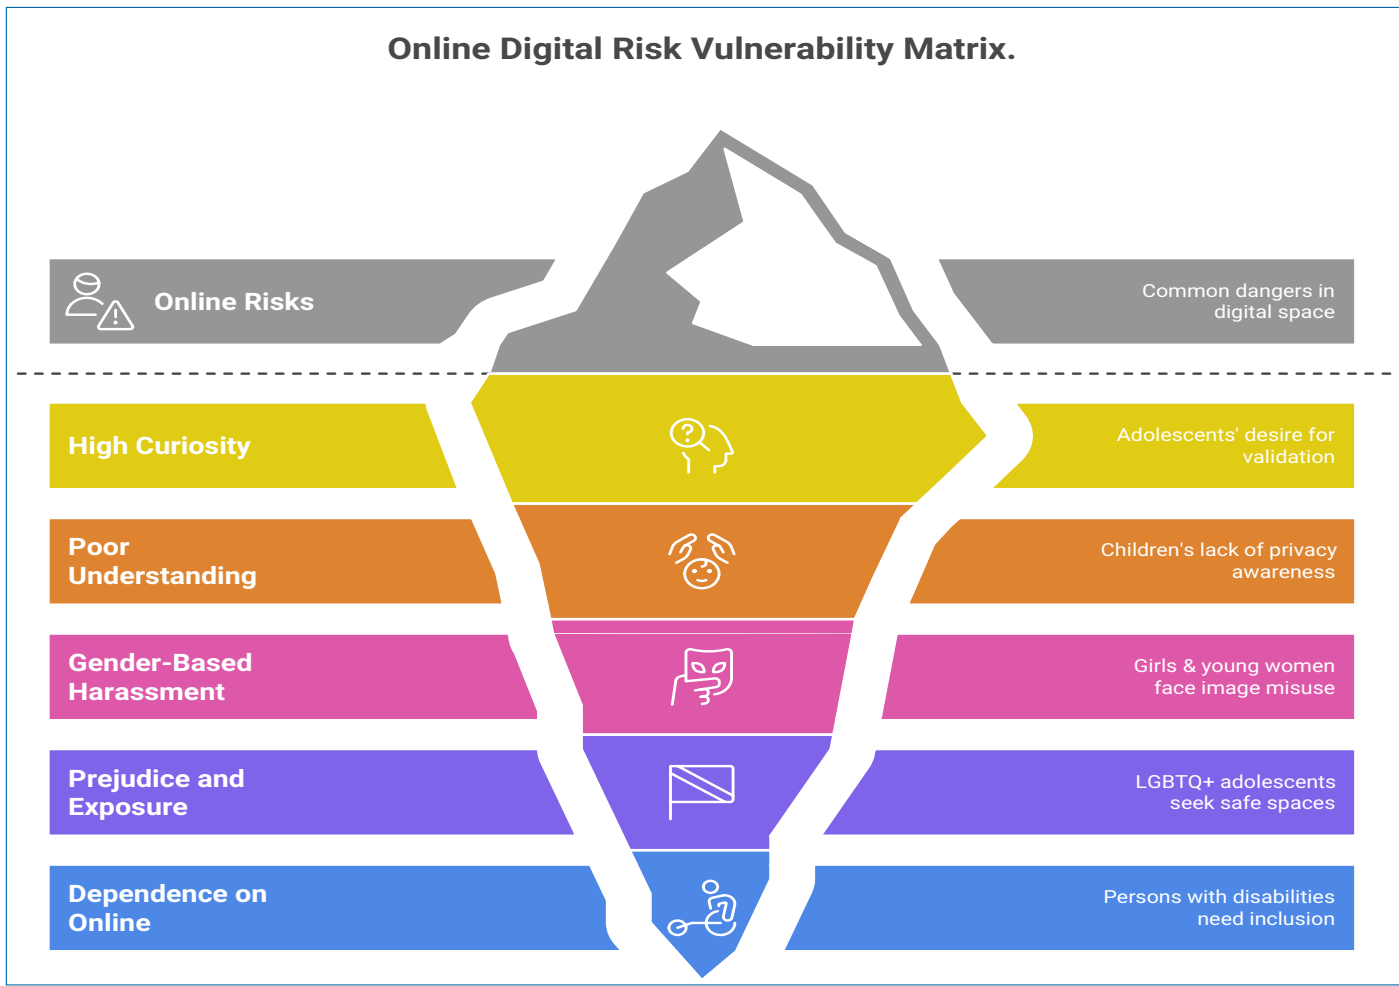 Online Digital Risk Vulnerability Matrix.
Online Risks
Common dangers in
digital space
High Curiosity
Adolescents' desire for
validation
Poor
Understanding
Children's lack of privacy
awareness
Gender-Based
Harassment
Girls & young women
face image misuse
Prejudice and
Exposure
LGBTQ+ adolescents
seek safe spaces
Dependence on
Online
Persons with disabilities
need inclusion